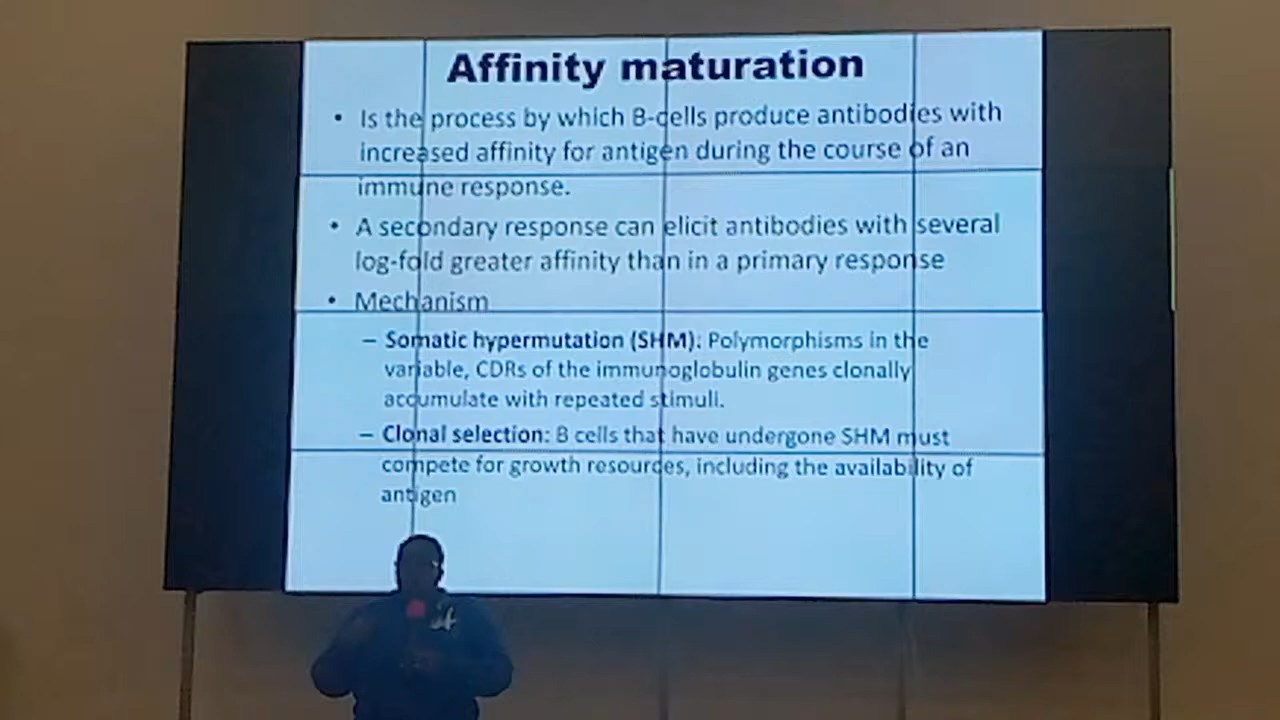 Affinity maturation
• Is the process by which B-cells produce antibodies with
increased affinity for antigen during the course of an
immune response.
• A secondary response can elicit antibodies with several
log-fold greater affinity than in a primary response
• Mechanism
– Somatic hypermutation (SHM): Polymorphisms in the
variable, CDRs of the immunoglobulin genes clonally
accumulate with repeated stimuli.
– Clonal selection: B cells that have undergone SHM must
compete for growth resources, including the availability of
antigen